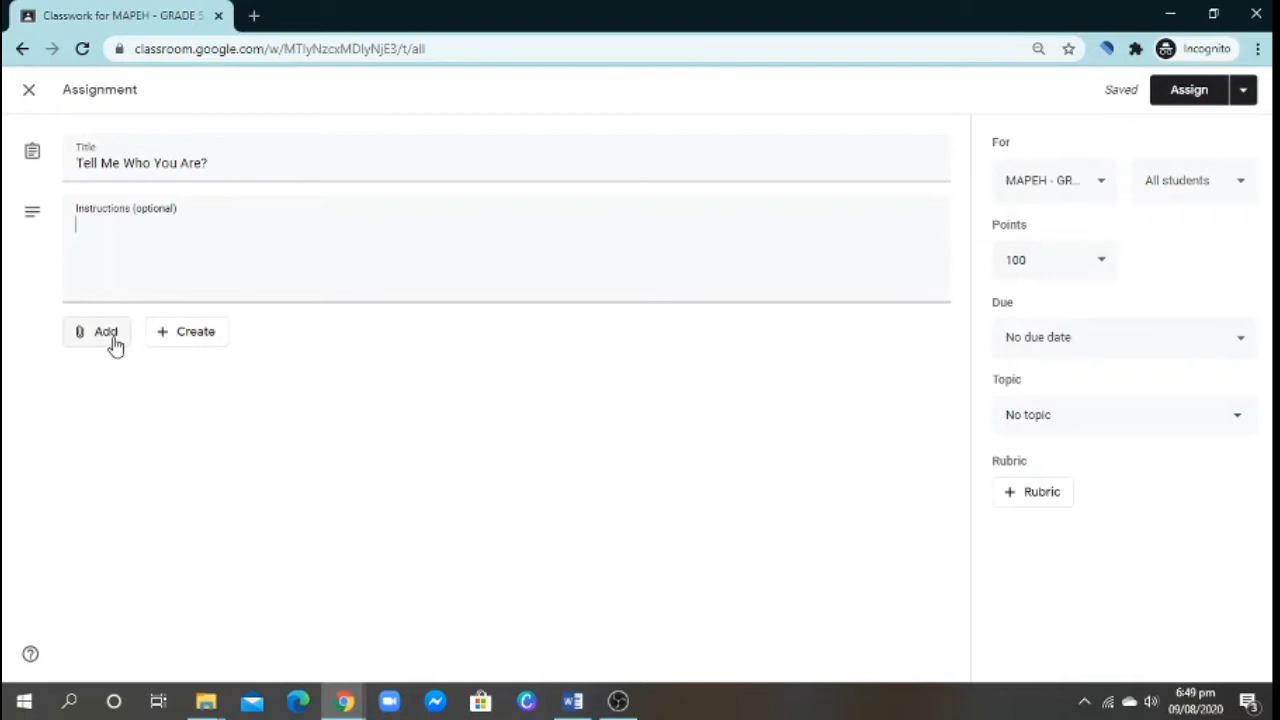 Classwork for MAPEH - GRADE 5
classroom.google.com/w/MTIyNzcxMDIyNjE3/t/all
Incognito
Assignment
Saved
Assign
Title
Tell Me Who You Are?
Instructions (optional)
Add
Create
For
MAPEH - GR...
All students
Points
100
Due
No due date
Topic
No topic
Rubric
Rubric
6:49 pm
09/08/2020
3